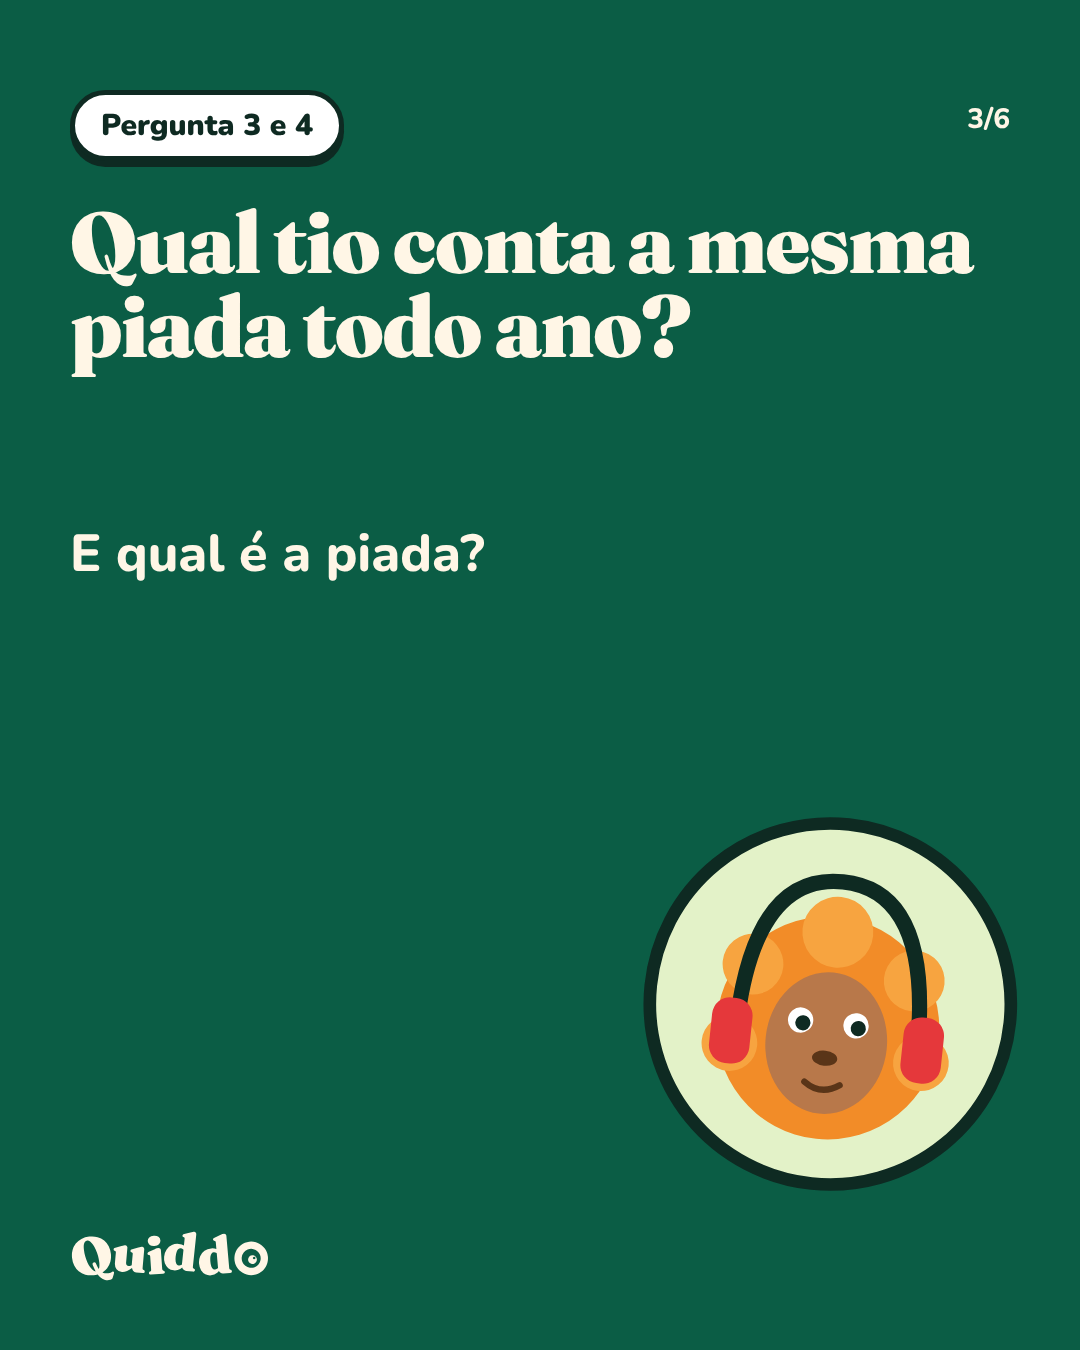 Pergunta 3 e 4
3/6
Qual tio conta a mesma
piada todo ano?
E qual é a piada?
Quiddo